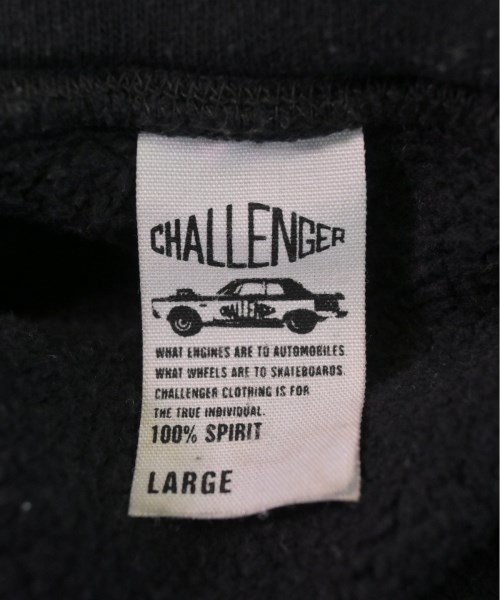 CHALLENGER
CHALLENGER
WHAT ENGINES ARE TO AUTOMOBILES
WHAT WHEELS ARE TO SKATEBOARDS
CHALLENGER CLOTHING IS FOR
THE TRUE INDIVIDUAL.
100% SPIRIT
LARGE